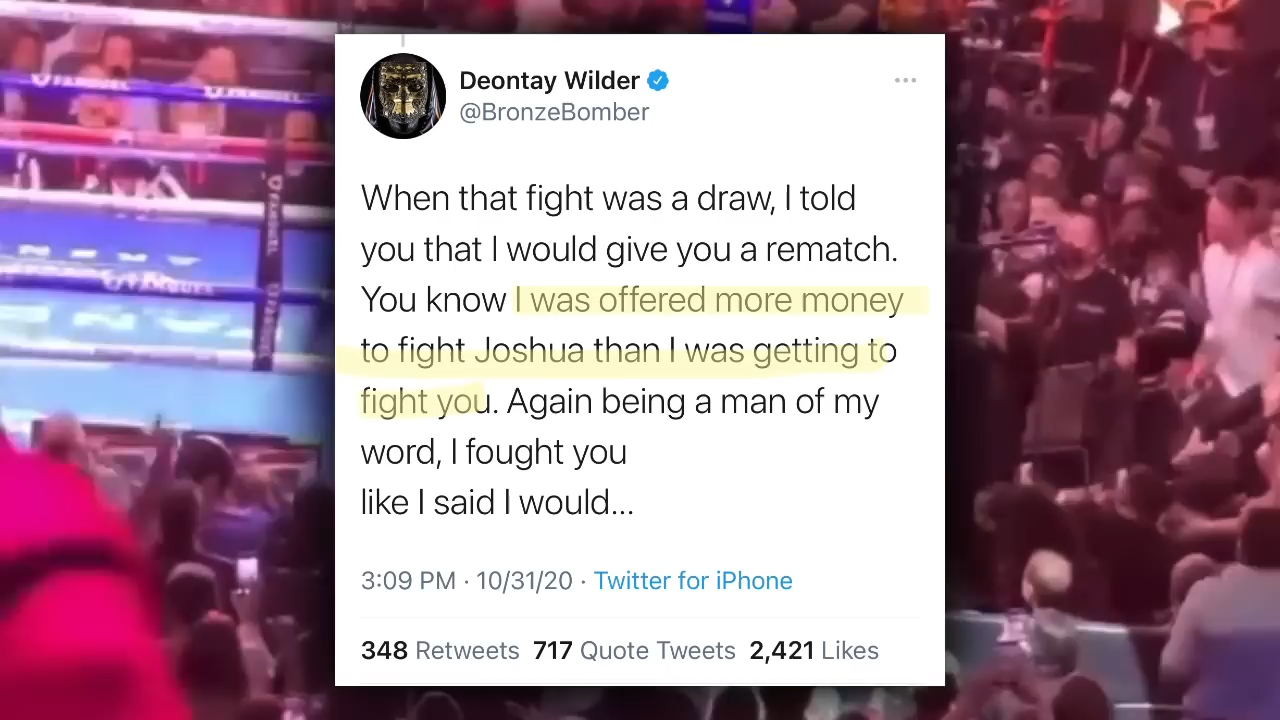 Deontay Wilder
@BronzeBomber
When that fight was a draw, I told
you that I would give you a rematch.
You know I was offered more money
to fight Joshua than I was getting to
fight you. Again being a man of my
word, I fought you
like I said I would...
3:09 PM · 10/31/20 · Twitter for iPhone
348 Retweets 717 Quote Tweets 2,421 Likes